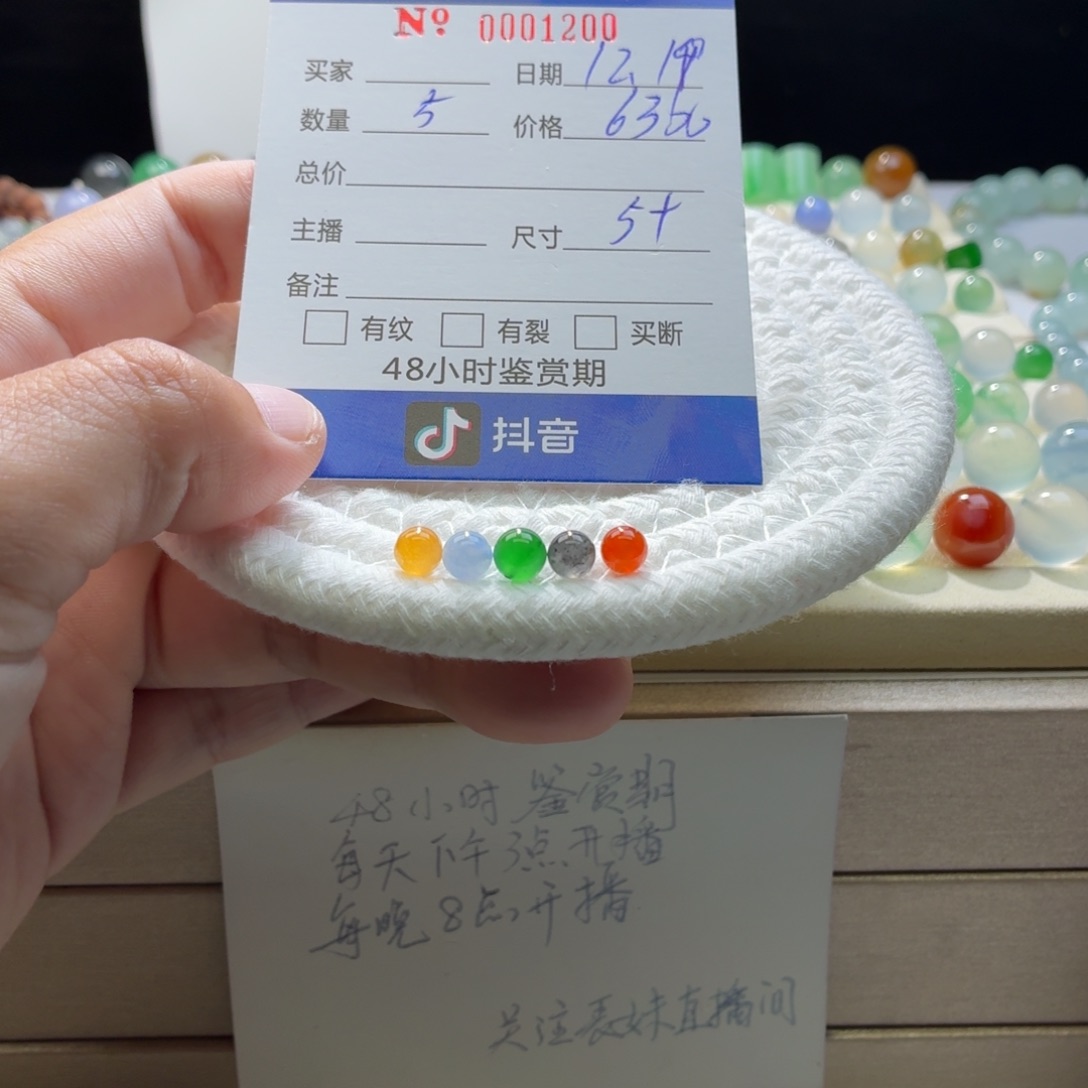 Nº 0001200
买家 日期
数量 5 价格 6300
总价
主播 尺寸 5+
备注
有纹 有裂 买断
48小时鉴赏期
抖音
48小时鉴赏期
每天下午3点开播
每晚8点开播
关注表妹直播间